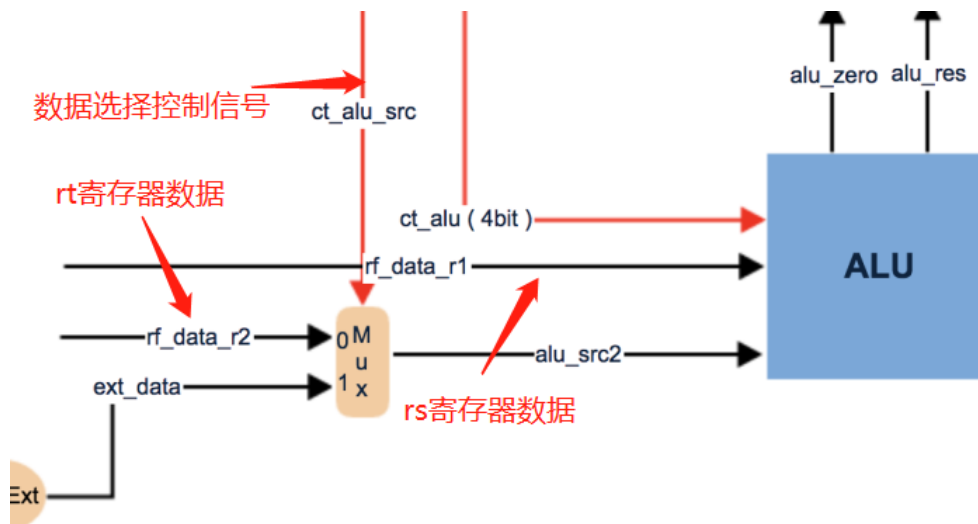 alu_zero
alu_res
数据选择控制信号
ct_alu_src
rt寄存器数据
ct_alu ( 4bit )
rf_data_r1
ALU
rf_data_r2
0
Mux
alu_src2
ext_data
1
rs寄存器数据
Ext